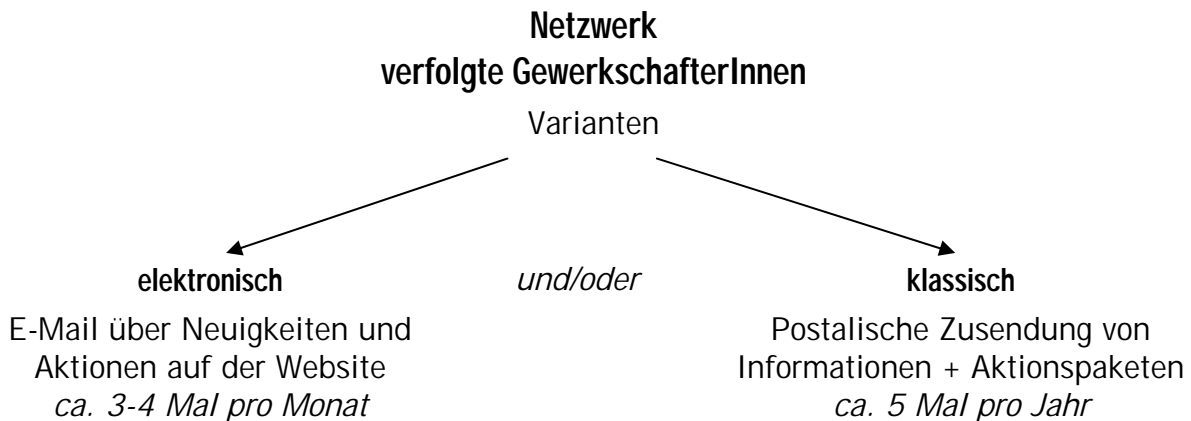 Netzwerk
verfolgte GewerkschafterInnen
Varianten
elektronisch
und/oder
klassisch
E-Mail über Neuigkeiten und
Aktionen auf der Website
ca. 3-4 Mal pro Monat
Postalische Zusendung von
Informationen + Aktionspaketen
ca. 5 Mal pro Jahr